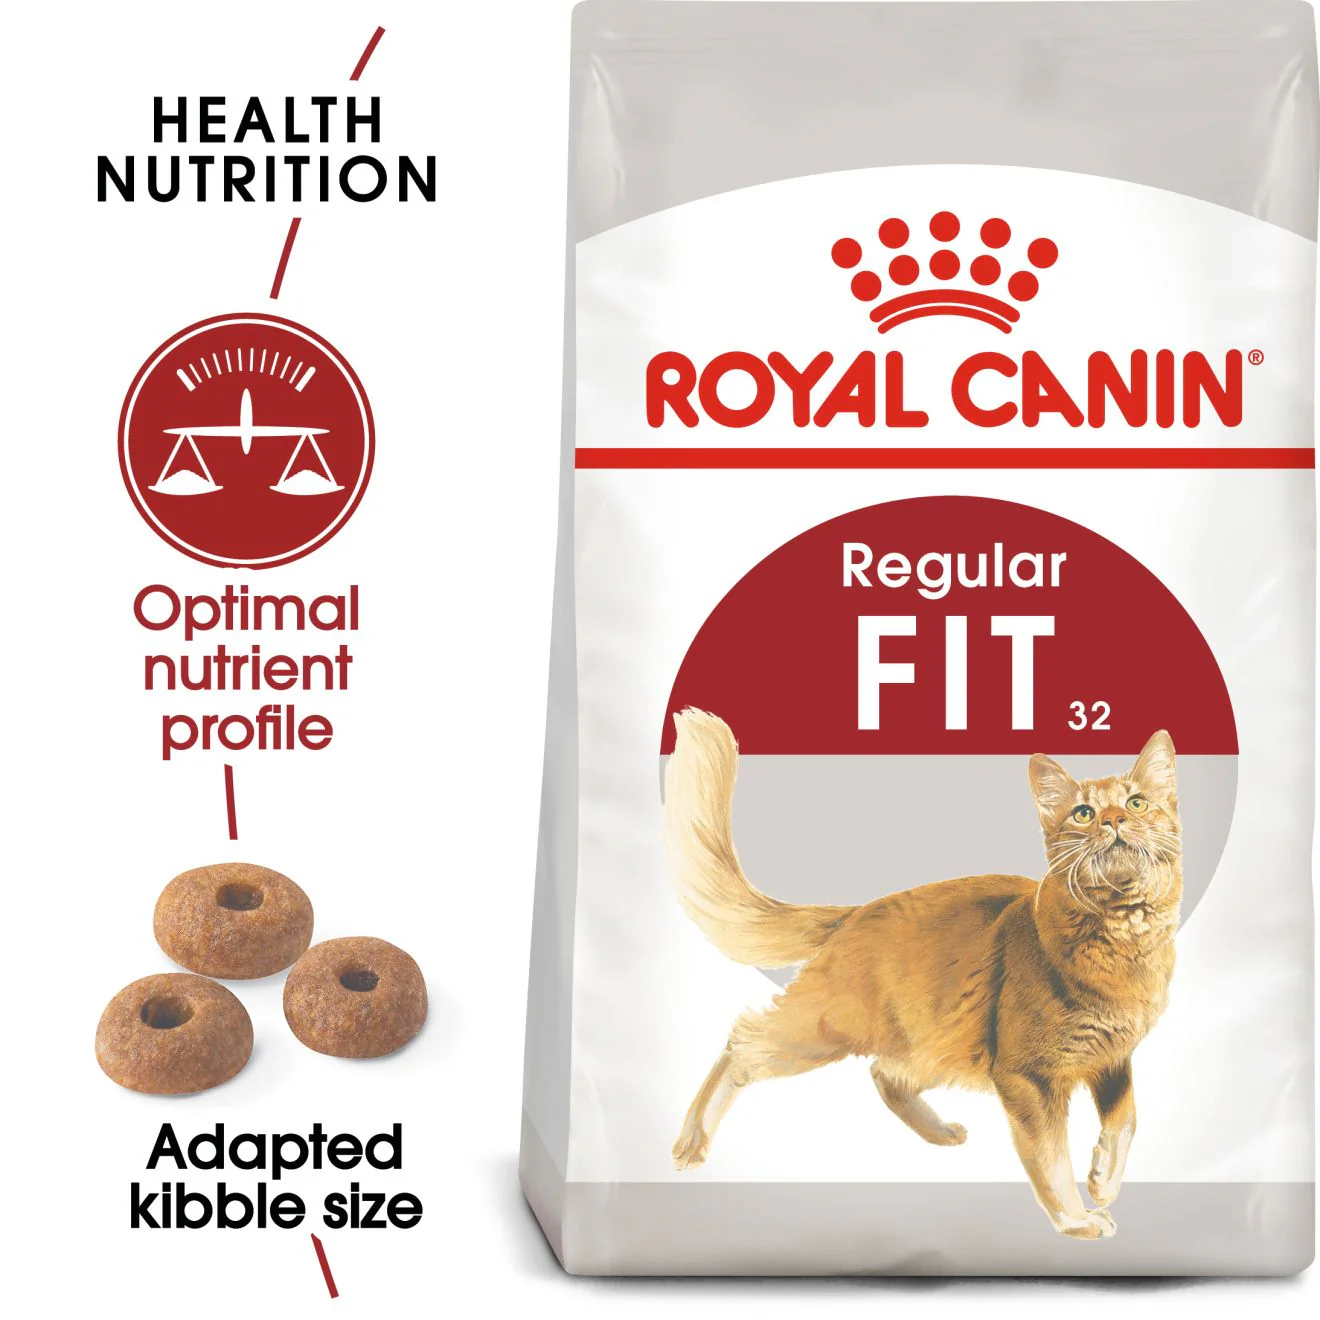 HEALTH
NUTRITION
Optimal
nutrient
profile
Adapted
kibble size
ROYAL CANIN®
Regular
FIT 32